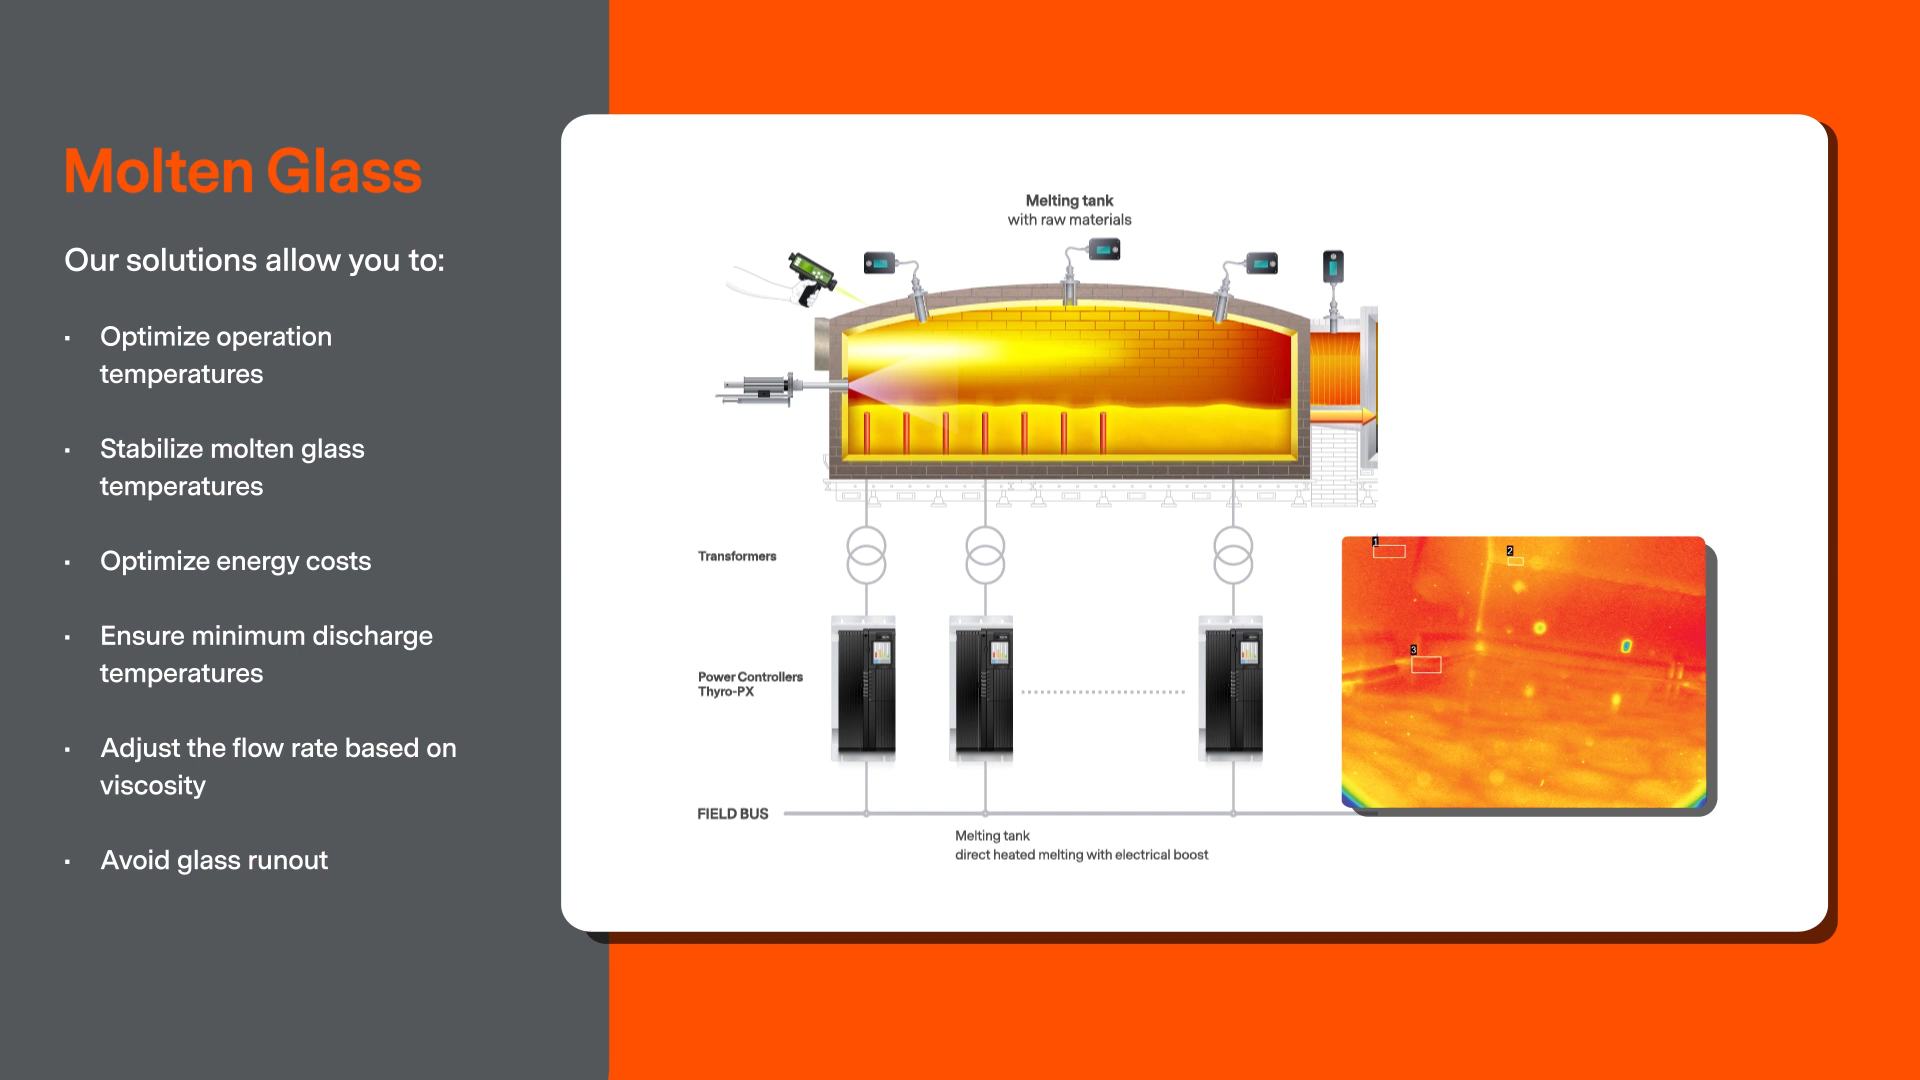 Molten Glass
Our solutions allow you to:
· Optimize operation
temperatures
· Stabilize molten glass
temperatures
· Optimize energy costs
· Ensure minimum discharge
temperatures
· Adjust the flow rate based on
viscosity
· Avoid glass runout
Melting tank
with raw materials
Transformers
Power Controllers
Thyro-PX
FIELD BUS
Melting tank
direct heated melting with electrical boost
1
2
3